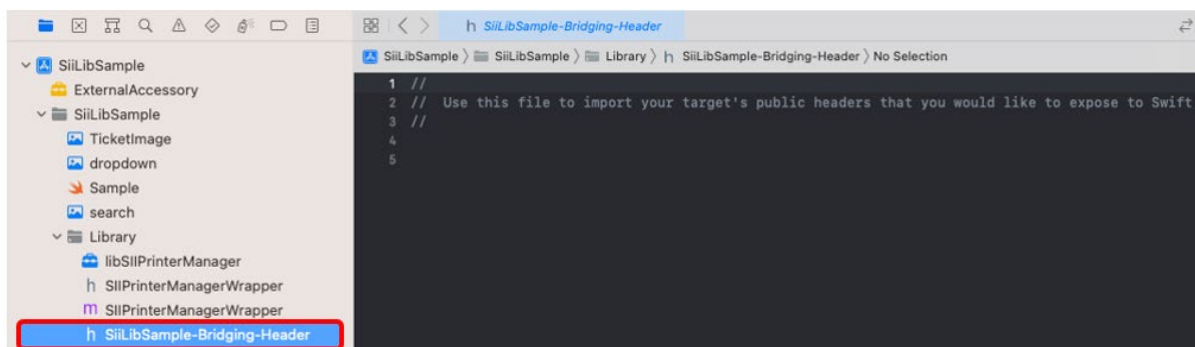 SiiLibSample-Bridging-Header
SiiLibSample
SiiLibSample 〉 SiiLibSample 〉 Library 〉 h SiiLibSample-Bridging-Header 〉 No Selection
ExternalAccessory
SiiLibSample
TicketImage
dropdown
Sample
search
Library
libSIIPrinterManager
h SIIPrinterManagerWrapper
m SIIPrinterManagerWrapper
h SiiLibSample-Bridging-Header
1 //
2 // Use this file to import your target's public headers that you would like to expose to Swift
3 //
4
5